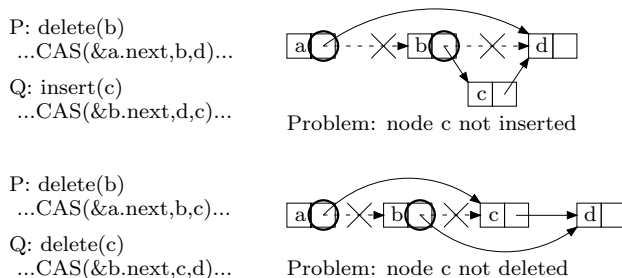 P: delete(b)
...CAS(&a.next,b,d)...
Q: insert(c)
...CAS(&b.next,d,c)...
a b d
c
Problem: node c not inserted
P: delete(b)
...CAS(&a.next,b,c)...
Q: delete(c)
...CAS(&b.next,c,d)...
a b c d
Problem: node c not deleted